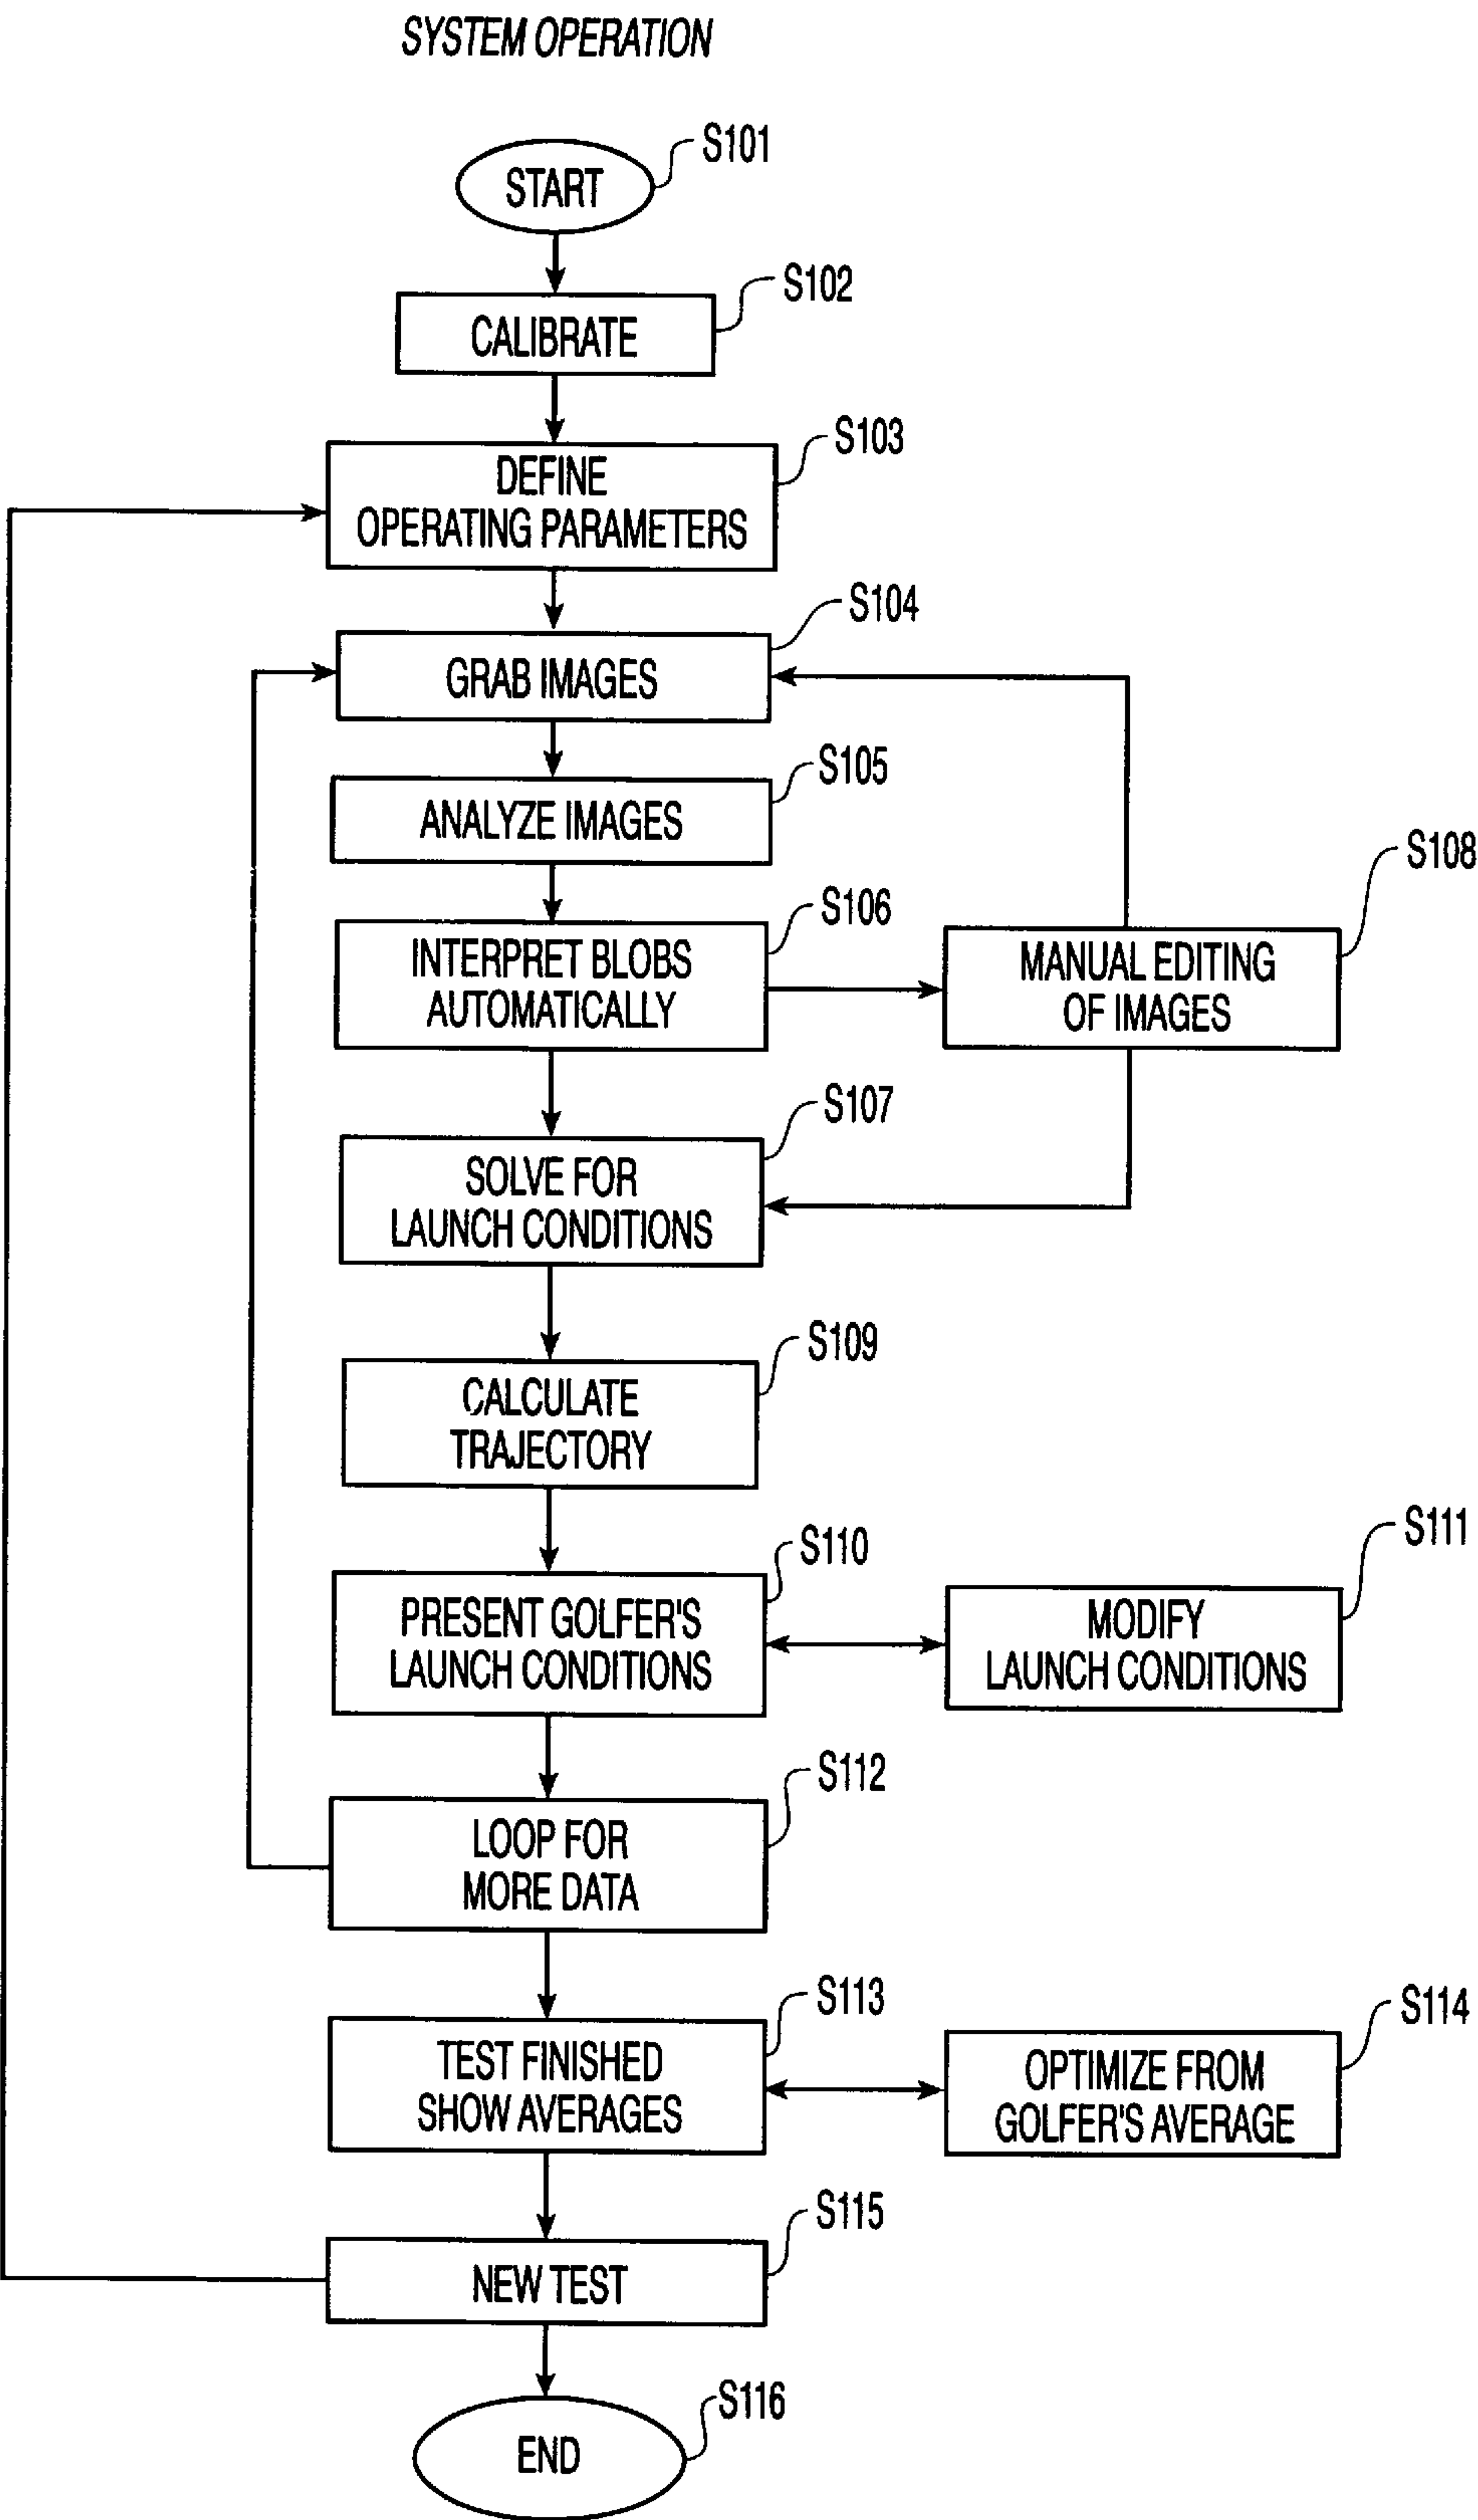 SYSTEM OPERATION
S101
START
S102
CALIBRATE
S103
DEFINE
OPERATING PARAMETERS
S104
GRAB IMAGES
S105
ANALYZE IMAGES
S106
INTERPRET BLOBS
AUTOMATICALLY
S108
MANUAL EDITING
OF IMAGES
S107
SOLVE FOR
LAUNCH CONDITIONS
S109
CALCULATE
TRAJECTORY
S110
PRESENT GOLFER'S
LAUNCH CONDITIONS
S111
MODIFY
LAUNCH CONDITIONS
S112
LOOP FOR
MORE DATA
S113
TEST FINISHED
SHOW AVERAGES
S114
OPTIMIZE FROM
GOLFER'S AVERAGE
S115
NEW TEST
S116
END